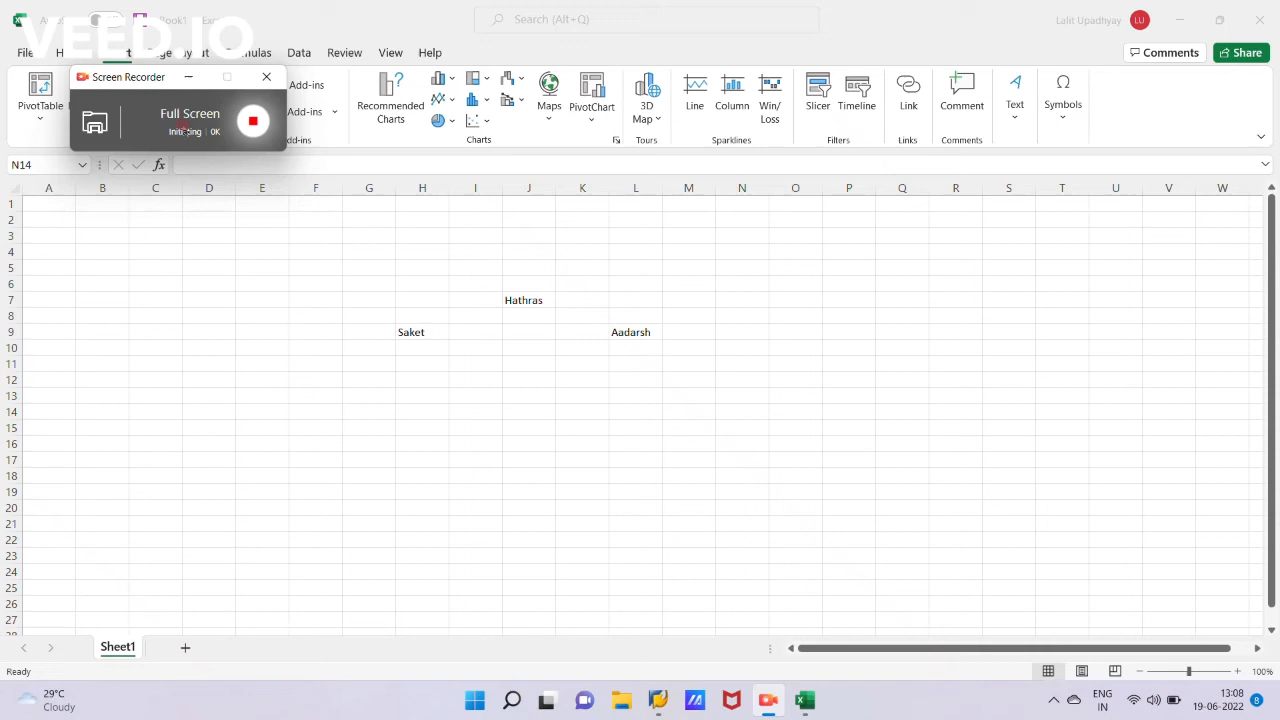 VEED.IO
Book1
Search (Alt+Q)
Lalit Upadhyay
LU
Formulas
Data
Review
View
Help
Comments
Share
Screen Recorder
Full Screen
0K
PivotTable
Add-ins
Add-ins
Recommended
Charts
Maps
PivotChart
Charts
3D
Map
Tours
Line
Column
Win/
Loss
Sparklines
Slicer
Timeline
Filters
Link
Links
Comment
Comments
Text
Symbols
N14
fx
A B C D E F G H I J K L M N O P Q R S T U V W
1
2
3
4
5
6
7 Hathras
8
9 Saket Aadarsh
10
11
12
13
14
15
16
17
18
19
20
21
22
23
24
25
26
27
Sheet1
Ready
100%
29°C
Cloudy
ENG
IN
13:08
19-06-2022
8